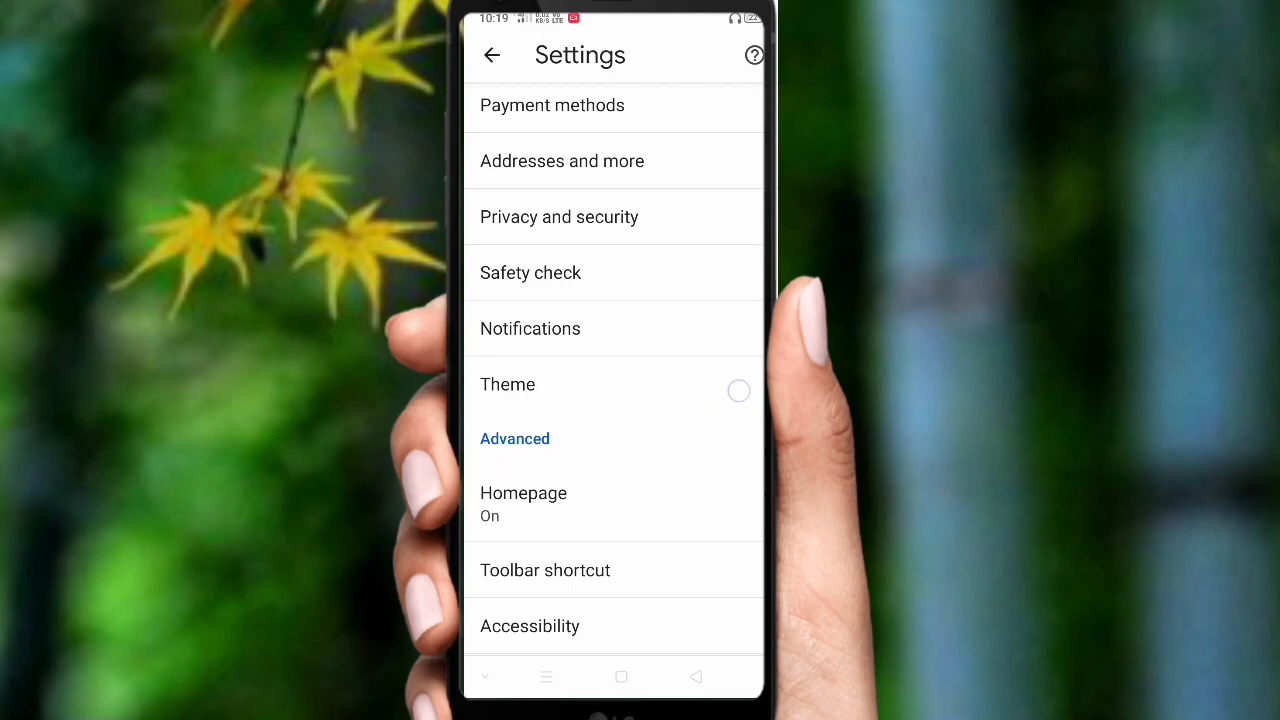 10:19
Settings
Payment methods
Addresses and more
Privacy and security
Safety check
Notifications
Theme
Advanced
Homepage
On
Toolbar shortcut
Accessibility